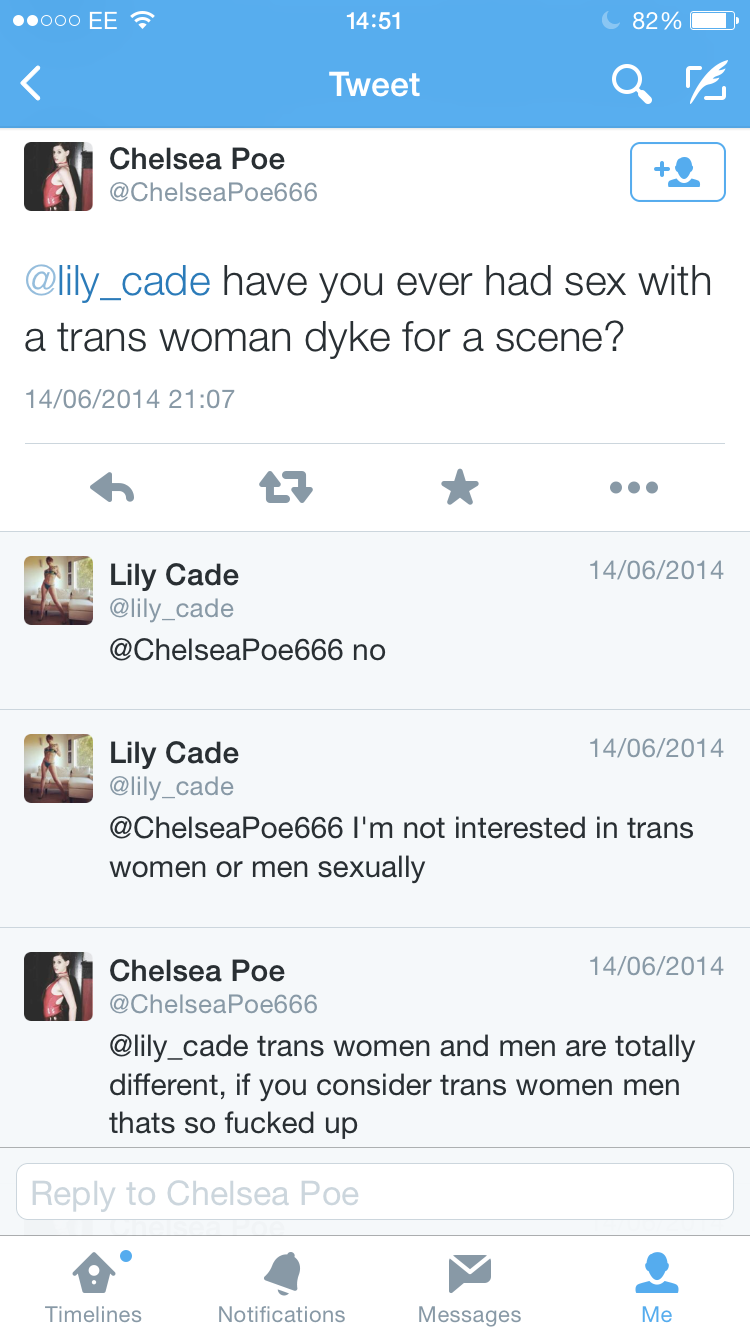 EE 14:51 82%
Tweet
Chelsea Poe
@ChelseaPoe666
@lily_cade have you ever had sex with
a trans woman dyke for a scene?
14/06/2014 21:07
Lily Cade 14/06/2014
@lily_cade
@ChelseaPoe666 no
Lily Cade 14/06/2014
@lily_cade
@ChelseaPoe666 I'm not interested in trans
women or men sexually
Chelsea Poe 14/06/2014
@ChelseaPoe666
@lily_cade trans women and men are totally
different, if you consider trans women men
thats so fucked up
Reply to Chelsea Poe
Chelsea Poe
Timelines Notifications Messages Me